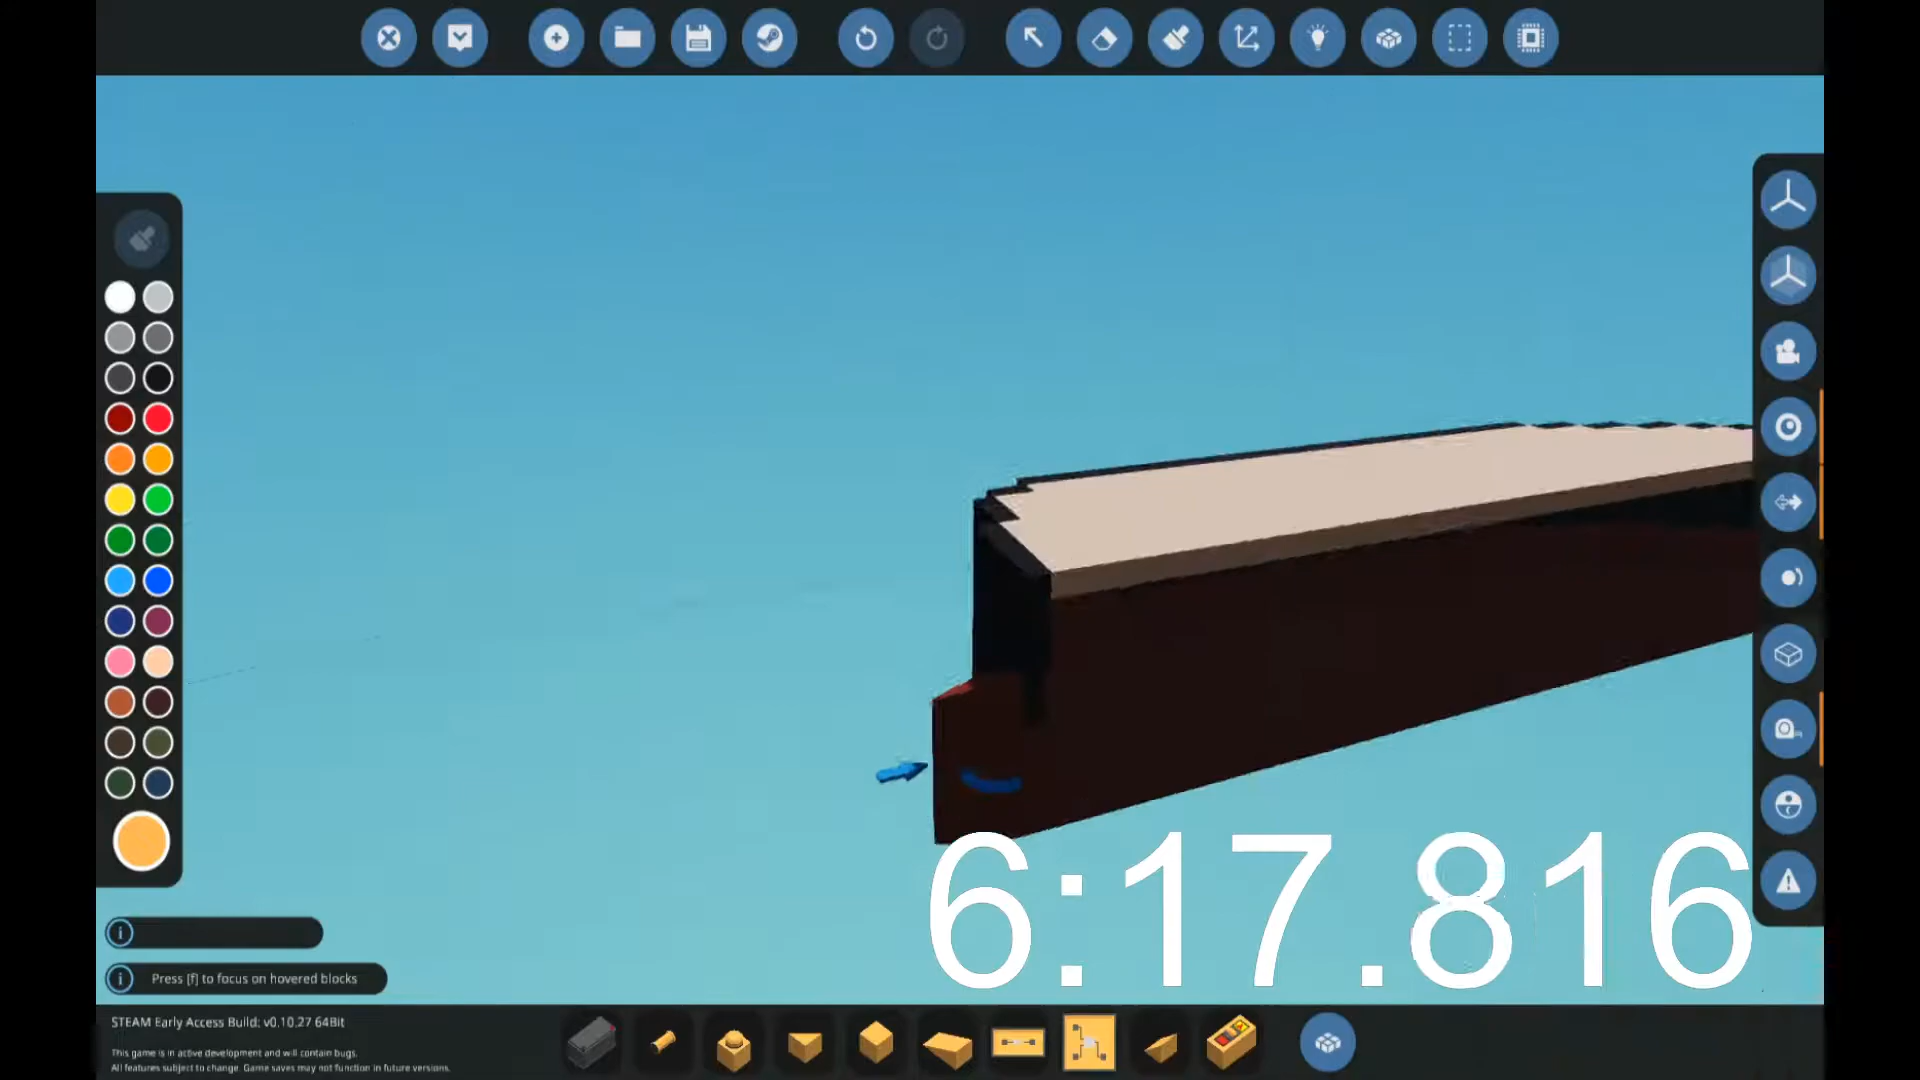 6:17.816
Press [f] to focus on hovered blocks
STEAM Early Access Build: v0.10.27 64Bit
This game is in active development and will contain bugs.
All features subject to change. Game saves may not function in future versions.